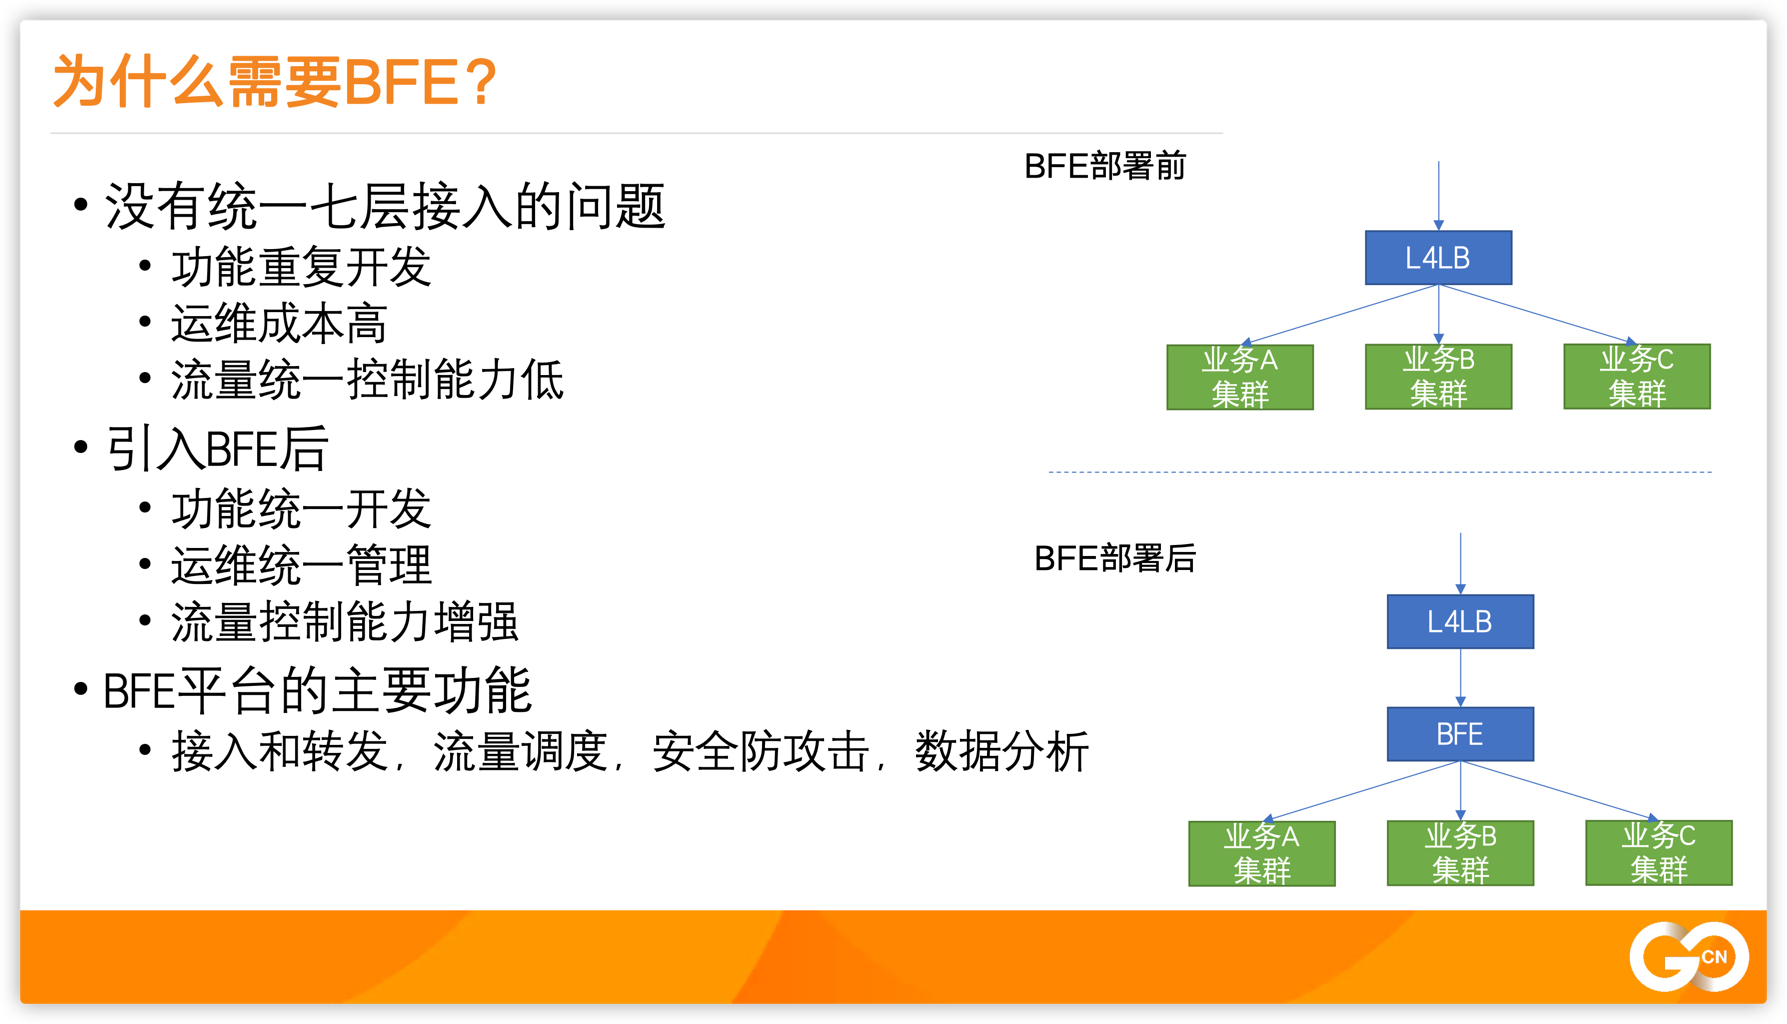 为什么需要BFE？
• 没有统一七层接入的问题
• 功能重复开发
• 运维成本高
• 流量统一控制能力低
• 引入BFE后
• 功能统一开发
• 运维统一管理
• 流量控制能力增强
• BFE平台的主要功能
• 接入和转发，流量调度，安全防攻击，数据分析
BFE部署前
L4LB
业务A
集群
业务B
集群
业务C
集群
BFE部署后
L4LB
BFE
业务A
集群
业务B
集群
业务C
集群
GO
CN